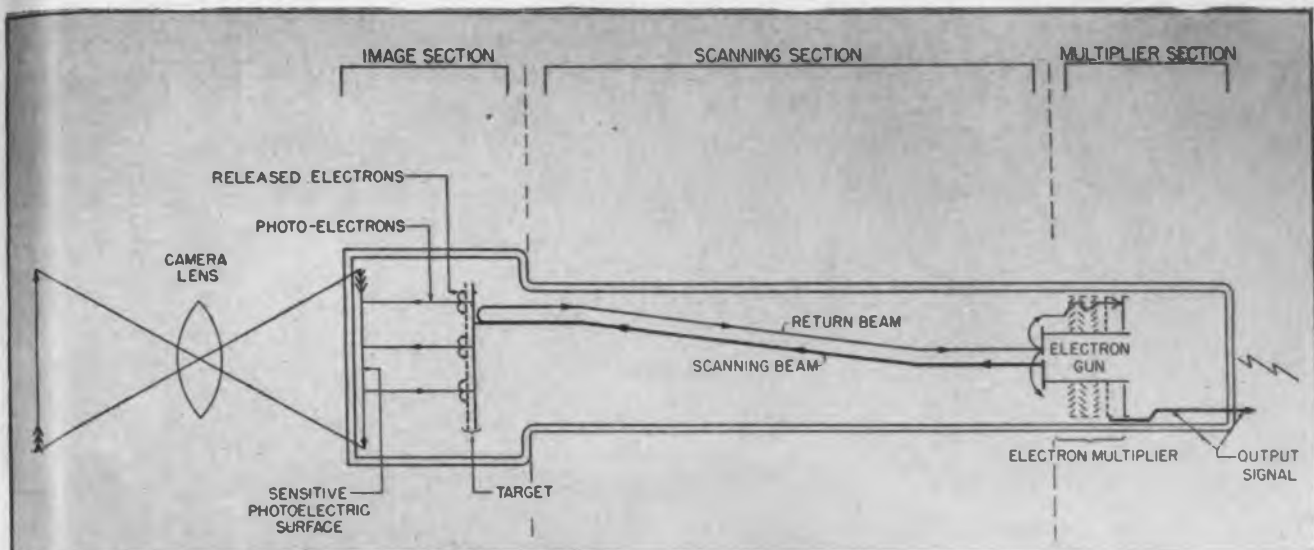 IMAGE SECTION
SCANNING SECTION
MULTIPLIER SECTION
RELEASED ELECTRONS
PHOTO-ELECTRONS
CAMERA
LENS
RETURN BEAM
SCANNING BEAM
ELECTRON
GUN
ELECTRON MULTIPLIER
OUTPUT
SIGNAL
SENSITIVE
PHOTOELECTRIC
SURFACE
TARGET